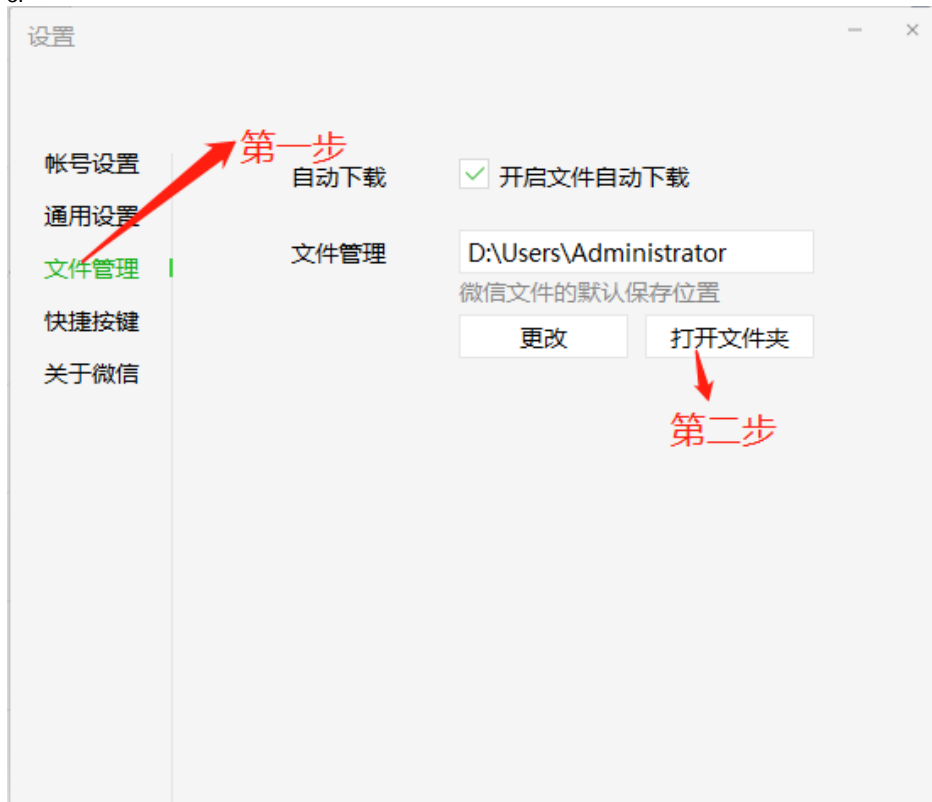 设置
第一步
帐号设置
通用设置
文件管理
快捷按键
关于微信
自动下载
开启文件自动下载
文件管理
D:\Users\Administrator
微信文件的默认保存位置
更改
打开文件夹
第二步